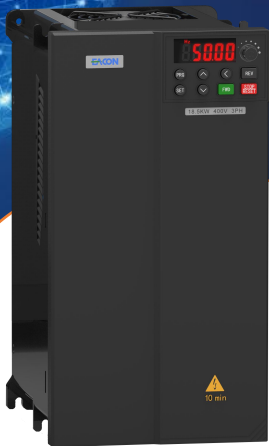 EACON
50.00
PRG
REV
SET
FWD
STOP
RESET
18.5KW 400V 3PH
10 min